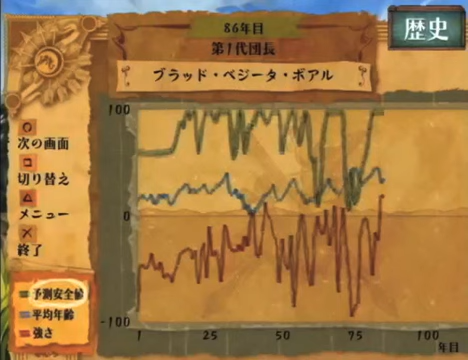 86年目
歴史
第1代団長
ブラッド・ベジータ・ボアル
次の画面
切り替え
メニュー
終了
予測安全齢
平均年齢
強さ
100
0
-100
1
25
50
75
100
年目